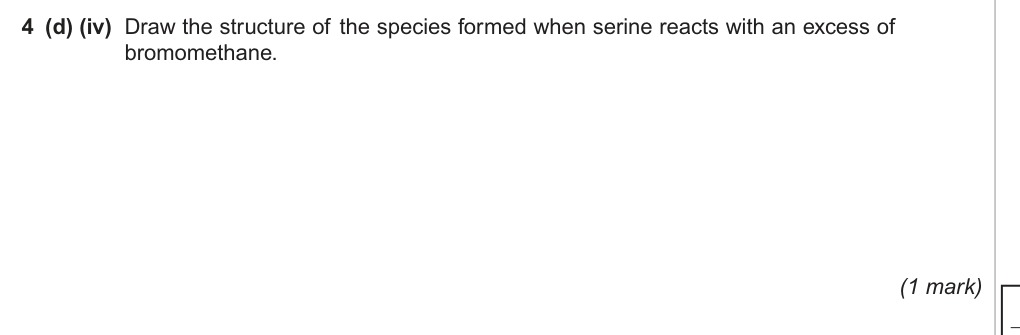 4 (d) (iv) Draw the structure of the species formed when serine reacts with an excess of
bromomethane.
(1 mark)